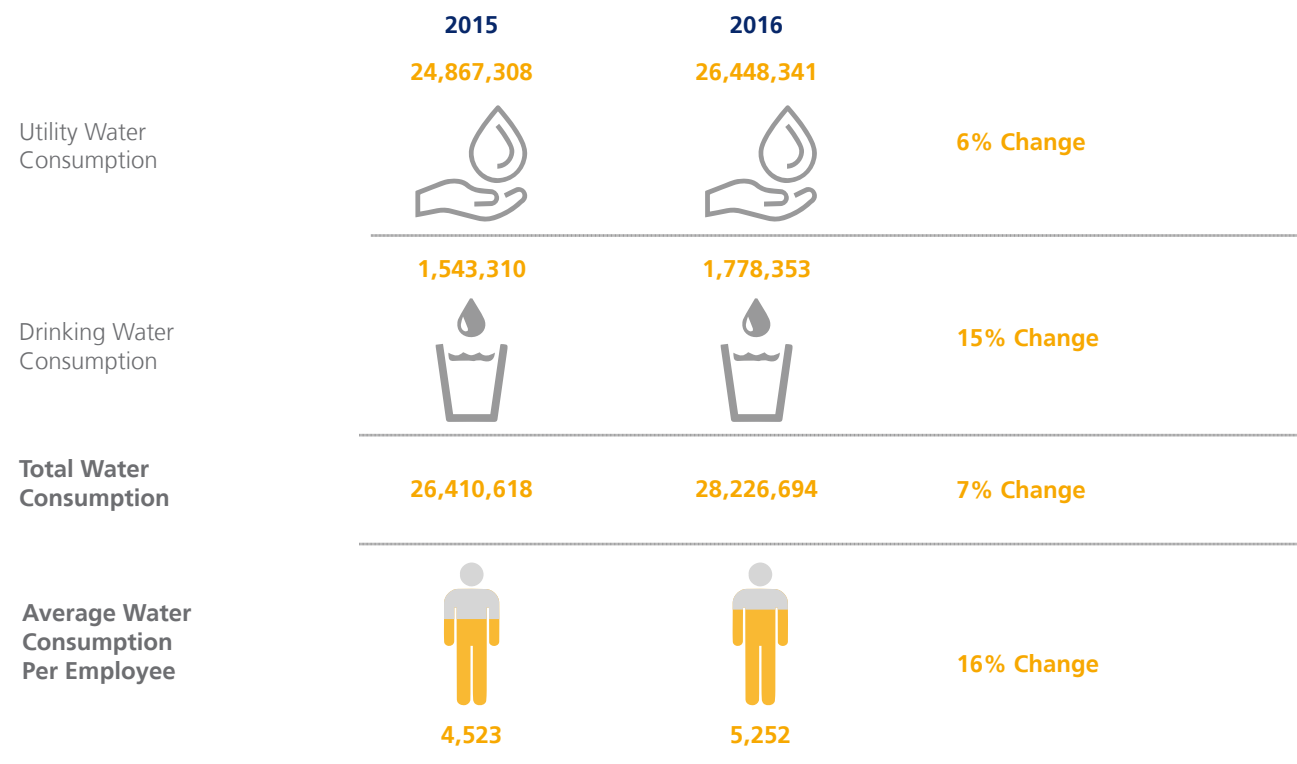 2015 2016
24,867,308 26,448,341
Utility Water
Consumption
6% Change
1,543,310 1,778,353
Drinking Water
Consumption
15% Change
Total Water
Consumption
26,410,618 28,226,694 7% Change
Average Water
Consumption
Per Employee
16% Change
4,523 5,252